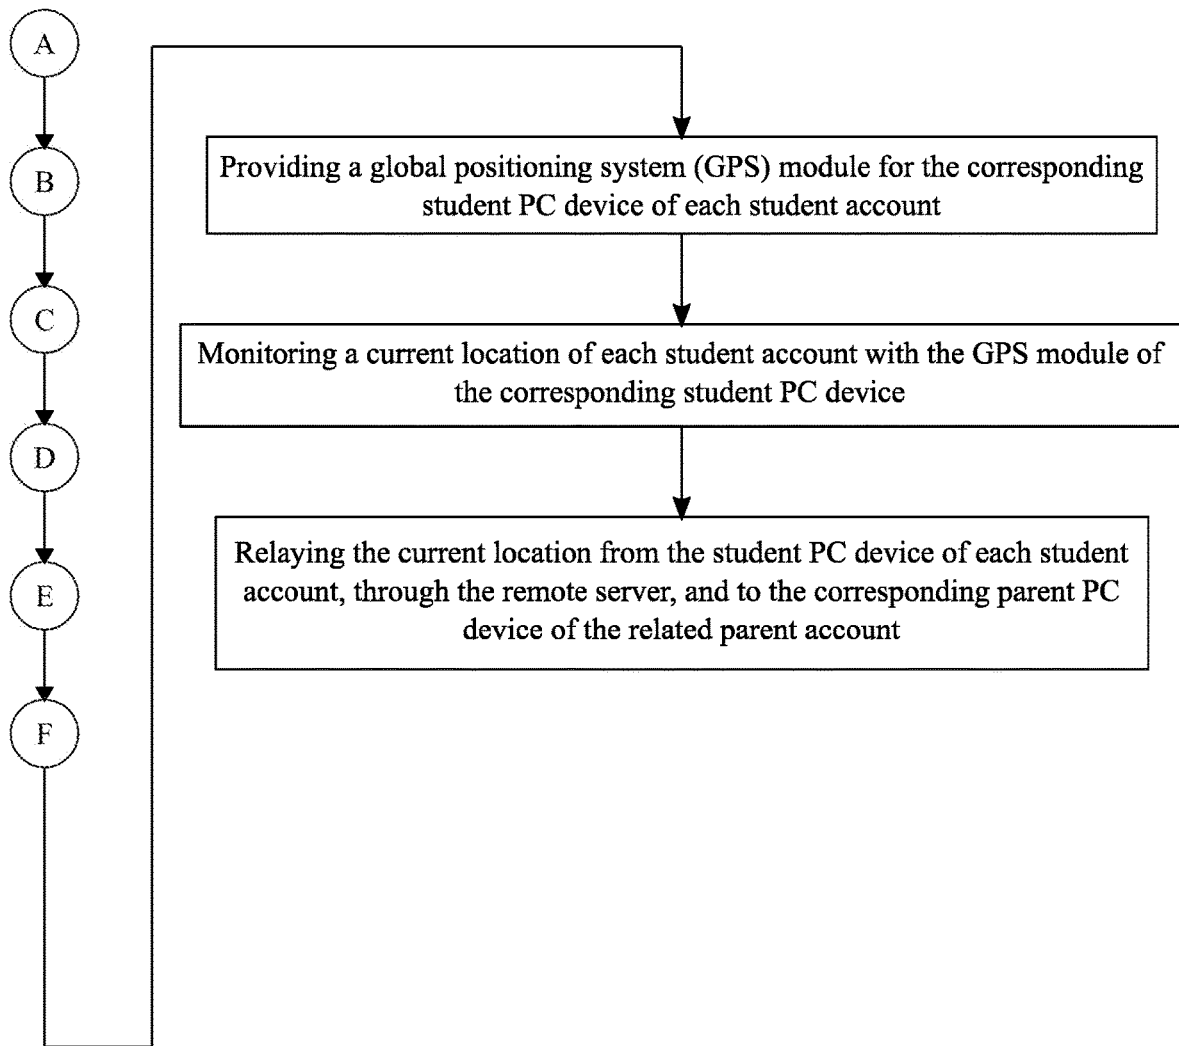 A
B
C
D
E
F
Providing a global positioning system (GPS) module for the corresponding
student PC device of each student account
Monitoring a current location of each student account with the GPS module of
the corresponding student PC device
Relaying the current location from the student PC device of each student
account, through the remote server, and to the corresponding parent PC
device of the related parent account